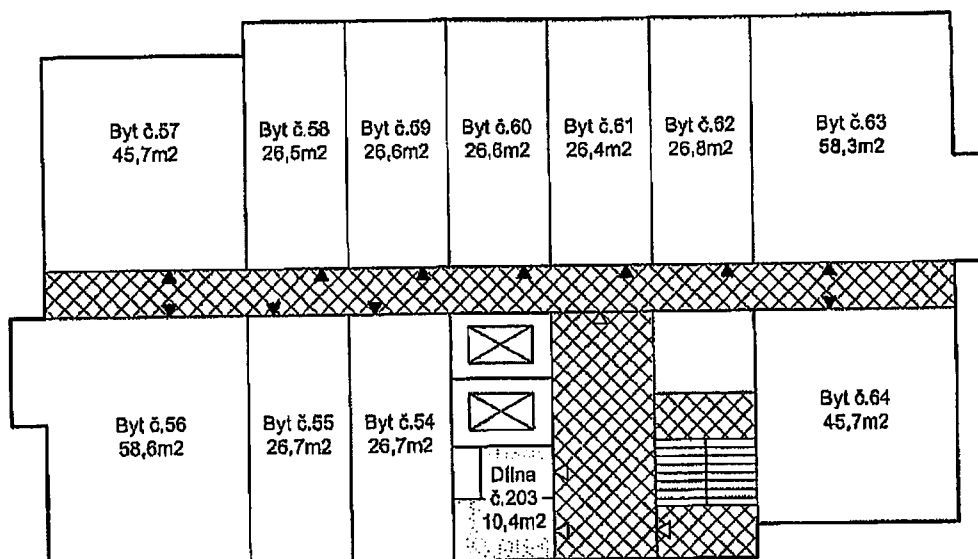 Byt č.57
45,7m2
Byt č.58
26,5m2
Byt č.59
26,6m2
Byt č.60
26,6m2
Byt č.61
26,4m2
Byt č.62
26,8m2
Byt č.63
58,3m2
Byt č.56
58,6m2
Byt č.55
26,7m2
Byt č.54
26,7m2
Dílna
č.203
10,4m2
Byt č.64
45,7m2